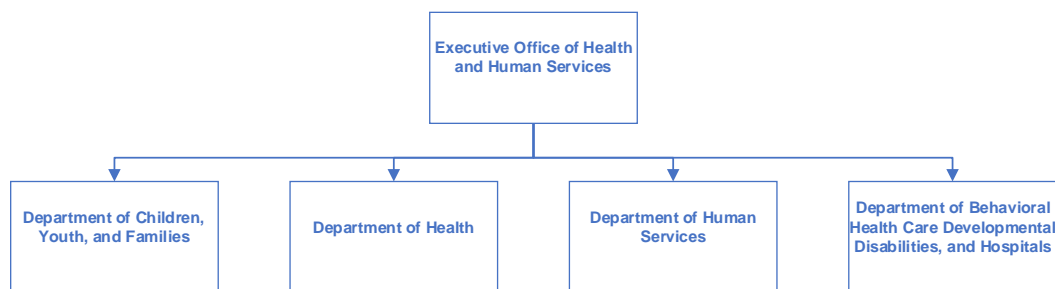 Executive Office of Health
and Human Services
Department of Children,
Youth, and Families
Department of Health
Department of Human
Services
Department of Behavioral
Health Care Developmental
Disabilities, and Hospitals